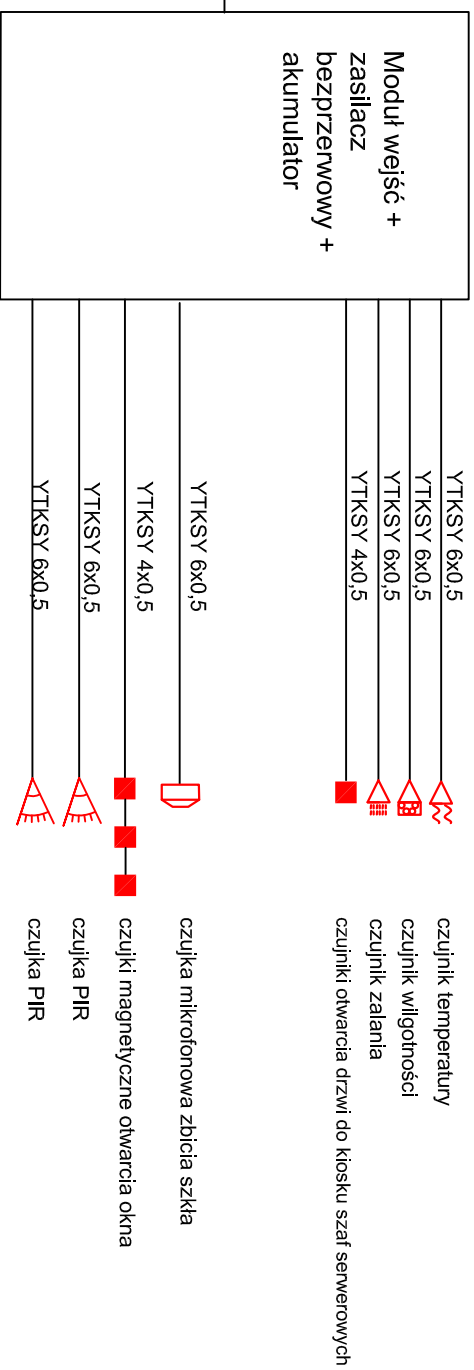 Moduł wejść +
zasilacz
bezprzerwowy +
akumulator
YTKSY 6x0,5
czujnik temperatury
YTKSY 6x0,5
czujnik wilgotności
YTKSY 6x0,5
czujnik zalania
YTKSY 4x0,5
czujniki otwarcia drzwi do kiosku szaf serwerowych
YTKSY 6x0,5
czujka mikrofonowa zbicia szkła
YTKSY 4x0,5
czujki magnetyczne otwarcia okna
YTKSY 6x0,5
czujka PIR
YTKSY 6x0,5
czujka PIR